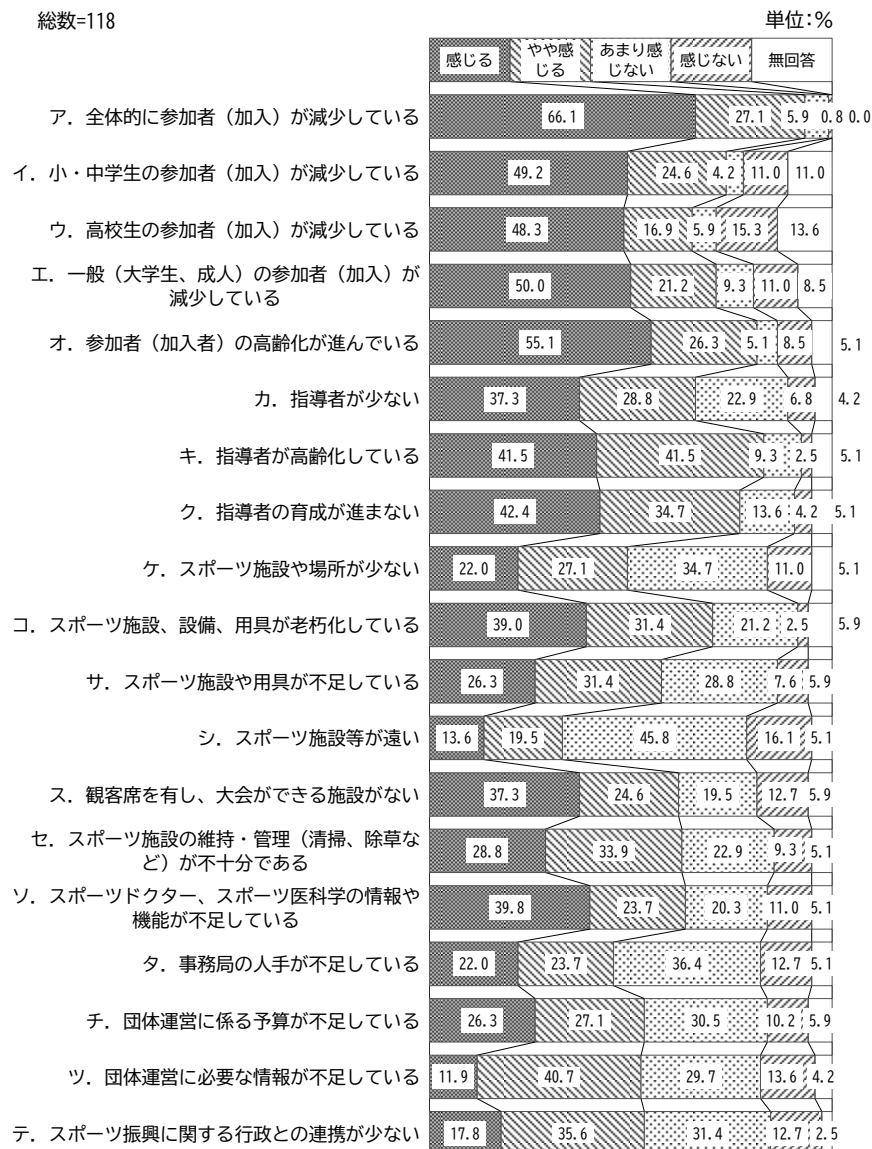 総数=118 単位：%
感じる やや感じる あまり感じない 感じない 無回答
ア．全体的に参加者（加入）が減少している 66.1 27.1 5.9 0.8 0.0
イ．小・中学生の参加者（加入）が減少している 49.2 24.6 4.2 11.0 11.0
ウ．高校生の参加者（加入）が減少している 48.3 16.9 5.9 15.3 13.6
エ．一般（大学生、成人）の参加者（加入）が
減少している 50.0 21.2 9.3 11.0 8.5
オ．参加者（加入者）の高齢化が進んでいる 55.1 26.3 5.1 8.5 5.1
カ．指導者が少ない 37.3 28.8 22.9 6.8 4.2
キ．指導者が高齢化している 41.5 41.5 9.3 2.5 5.1
ク．指導者の育成が進まない 42.4 34.7 13.6 4.2 5.1
ケ．スポーツ施設や場所が少ない 22.0 27.1 34.7 11.0 5.1
コ．スポーツ施設、設備、用具が老朽化している 39.0 31.4 21.2 2.5 5.9
サ．スポーツ施設や用具が不足している 26.3 31.4 28.8 7.6 5.9
シ．スポーツ施設等が遠い 13.6 19.5 45.8 16.1 5.1
ス．観客席を有し、大会ができる施設がない 37.3 24.6 19.5 12.7 5.9
セ．スポーツ施設の維持・管理（清掃、除草な
ど）が不十分である 28.8 33.9 22.9 9.3 5.1
ソ．スポーツドクター、スポーツ医科学の情報や
機能が不足している 39.8 23.7 20.3 11.0 5.1
タ．事務局の人手が不足している 22.0 23.7 36.4 12.7 5.1
チ．団体運営に係る予算が不足している 26.3 27.1 30.5 10.2 5.9
ツ．団体運営に必要な情報が不足している 11.9 40.7 29.7 13.6 4.2
テ．スポーツ振興に関する行政との連携が少ない 17.8 35.6 31.4 12.7 2.5